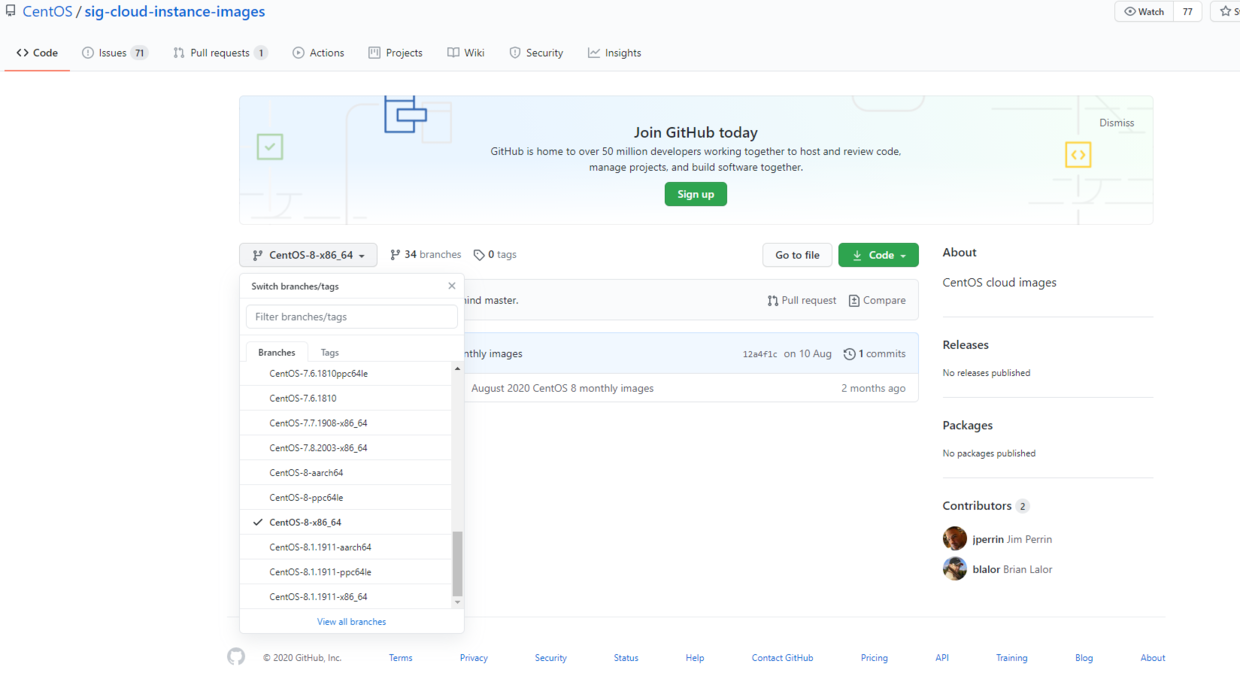 CentOS / sig-cloud-instance-images
Watch 77
Code Issues 71 Pull requests 1 Actions Projects Wiki Security Insights
Dismiss
Join GitHub today
GitHub is home to over 50 million developers working together to host and review code,
manage projects, and build software together.
Sign up
CentOS-8-x86_64 34 branches 0 tags Go to file Code
Switch branches/tags
Filter branches/tags
Branches Tags
CentOS-7.6.1810ppc64le
CentOS-7.6.1810
CentOS-7.7.1908-x86_64
CentOS-7.8.2003-x86_64
CentOS-8-aarch64
CentOS-8-ppc64le
CentOS-8-x86_64
CentOS-8.1.1911-aarch64
CentOS-8.1.1911-ppc64le
CentOS-8.1.1911-x86_64
View all branches
master.
Pull request Compare
images 12a4f1c on 10 Aug 1 commits
August 2020 CentOS 8 monthly images 2 months ago
About
CentOS cloud images
Releases
No releases published
Packages
No packages published
Contributors 2
jperrin Jim Perrin
blalor Brian Lalor
© 2020 GitHub, Inc. Terms Privacy Security Status Help Contact GitHub Pricing API Training Blog About